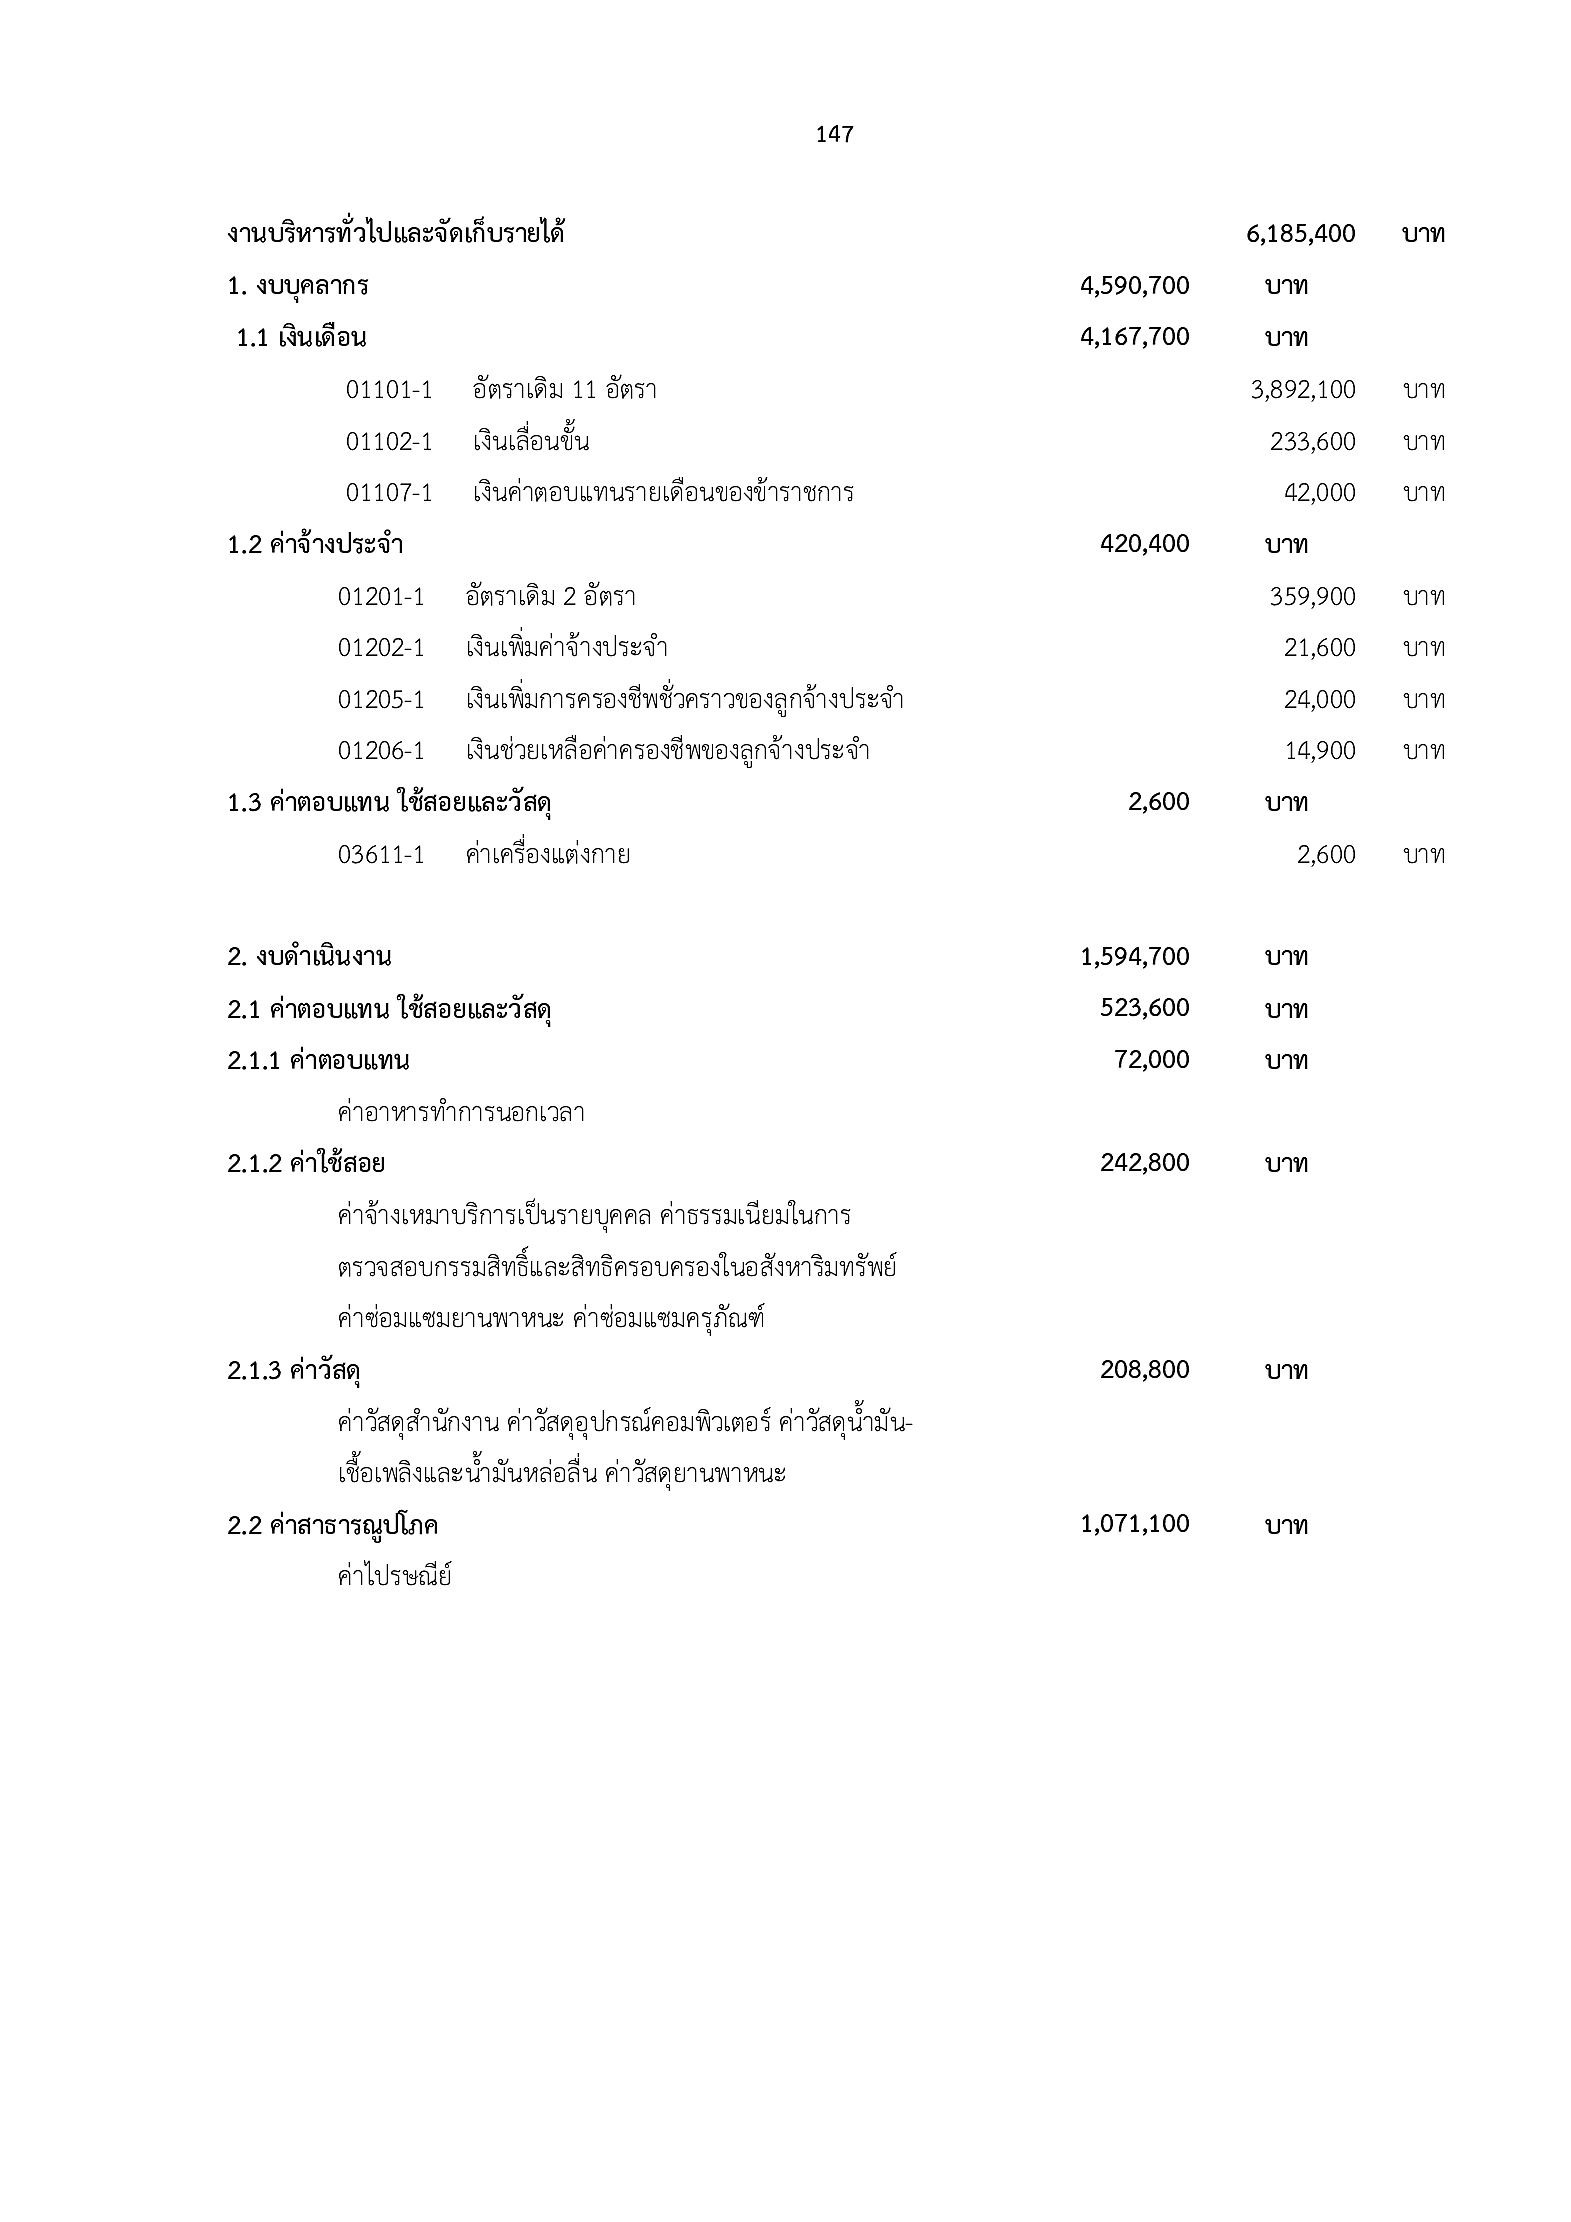 147
งานบริหารทั่วไปและจัดเก็บรายได้ 6,185,400 บาท
1. งบบุคลากร 4,590,700 บาท
1.1 เงินเดือน 4,167,700 บาท
01101-1 อัตราเดิม 11 อัตรา 3,892,100 บาท
01102-1 เงินเลื่อนขั้น 233,600 บาท
01107-1 เงินค่าตอบแทนรายเดือนของข้าราชการ 42,000 บาท
1.2 ค่าจ้างประจำ 420,400 บาท
01201-1 อัตราเดิม 2 อัตรา 359,900 บาท
01202-1 เงินเพิ่มค่าจ้างประจำ 21,600 บาท
01205-1 เงินเพิ่มการครองชีพชั่วคราวของลูกจ้างประจำ 24,000 บาท
01206-1 เงินช่วยเหลือค่าครองชีพของลูกจ้างประจำ 14,900 บาท
1.3 ค่าตอบแทน ใช้สอยและวัสดุ 2,600 บาท
03611-1 ค่าเครื่องแต่งกาย 2,600 บาท
2. งบดำเนินงาน 1,594,700 บาท
2.1 ค่าตอบแทน ใช้สอยและวัสดุ 523,600 บาท
2.1.1 ค่าตอบแทน 72,000 บาท
ค่าอาหารทำการนอกเวลา
2.1.2 ค่าใช้สอย 242,800 บาท
ค่าจ้างเหมาบริการเป็นรายบุคคล ค่าธรรมเนียมในการ
ตรวจสอบกรรมสิทธิ์และสิทธิครอบครองในอสังหาริมทรัพย์
ค่าซ่อมแซมยานพาหนะ ค่าซ่อมแซมครุภัณฑ์
2.1.3 ค่าวัสดุ 208,800 บาท
ค่าวัสดุสำนักงาน ค่าวัสดุอุปกรณ์คอมพิวเตอร์ ค่าวัสดุน้ำมัน-
เชื้อเพลิงและน้ำมันหล่อลื่น ค่าวัสดุยานพาหนะ
2.2 ค่าสาธารณูปโภค 1,071,100 บาท
ค่าไปรษณีย์